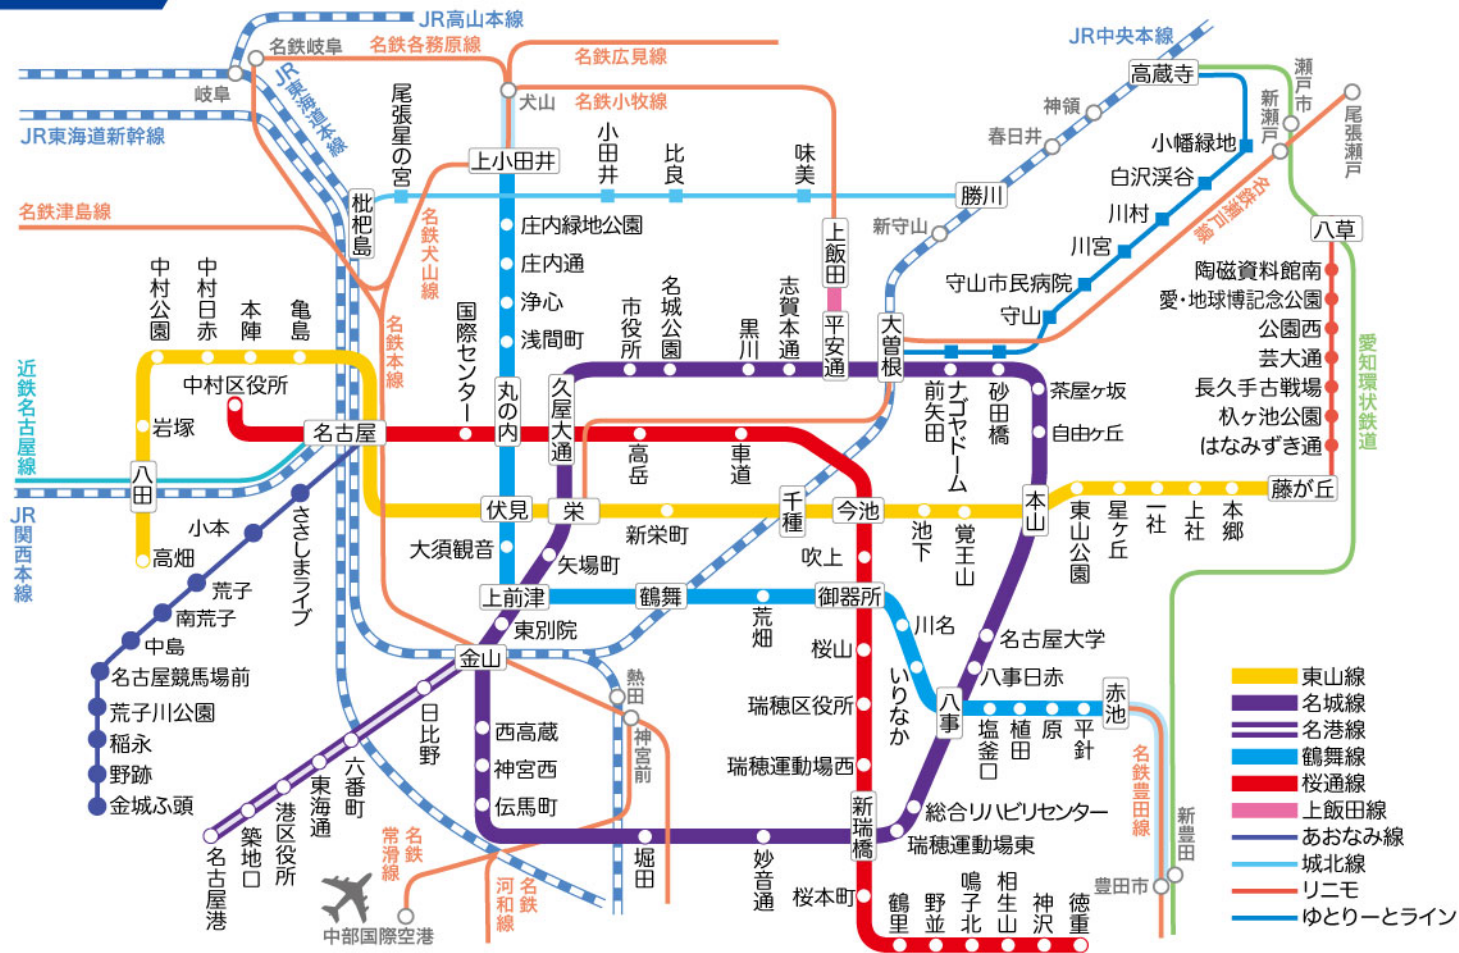 JR高山本線
名鉄岐阜
名鉄各務原線
名鉄広見線
JR中央本線
高蔵寺
瀬戸市
岐阜
JR東海道本線
犬山
名鉄小牧線
新瀬戸
尾張瀬戸
神領
JR東海道新幹線
尾張星の宮
小田井
比良
味美
春日井
小幡緑地
上小田井
白沢渓谷
名鉄瀬戸線
名鉄津島線
枇杷島
名鉄犬山線
勝川
川村
庄内緑地公園
上飯田
新守山
川宮
八草
庄内通
守山市民病院
陶磁資料館南
中村公園
中村日赤
本陣
亀島
名鉄本線
国際センター
浄心
市役所
名城公園
黒川
志賀本通
平安通
大曽根
守山
愛・地球博記念公園
公園西
浅間町
芸大通
愛知環状鉄道
近鉄名古屋線
中村区役所
丸の内
久屋大通
前矢田
ナゴヤドーム
砂田橋
茶屋ヶ坂
長久手古戦場
杁ヶ池公園
岩塚
名古屋
高岳
車道
自由ヶ丘
はなみずき通
八田
伏見
栄
新栄町
千種
今池
池下
覚王山
本山
東山公園
星ヶ丘
一社
上社
本郷
藤が丘
JR関西本線
小本
ささしまライブ
高畑
大須観音
矢場町
吹上
荒子
上前津
鶴舞
荒畑
御器所
南荒子
東別院
川名
名古屋大学
中島
金山
桜山
いりなか
八事日赤
名古屋競馬場前
熱田
八事
塩釜口
植田
原
平針
赤池
東山線
荒子川公園
日比野
西高蔵
神宮前
瑞穂区役所
名城線
稲永
名港線
野跡
六番町
神宮西
瑞穂運動場西
名鉄豊田線
鶴舞線
東海通
桜通線
金城ふ頭
港区役所
伝馬町
新瑞橋
総合リハビリセンター
上飯田線
築地口
名鉄常滑線
瑞穂運動場東
新豊田
あおなみ線
名古屋港
名鉄河和線
堀田
妙音通
桜本町
鶴里
野並
鳴子北
相生山
神沢
徳重
豊田市
城北線
リニモ
中部国際空港
ゆとりーとライン